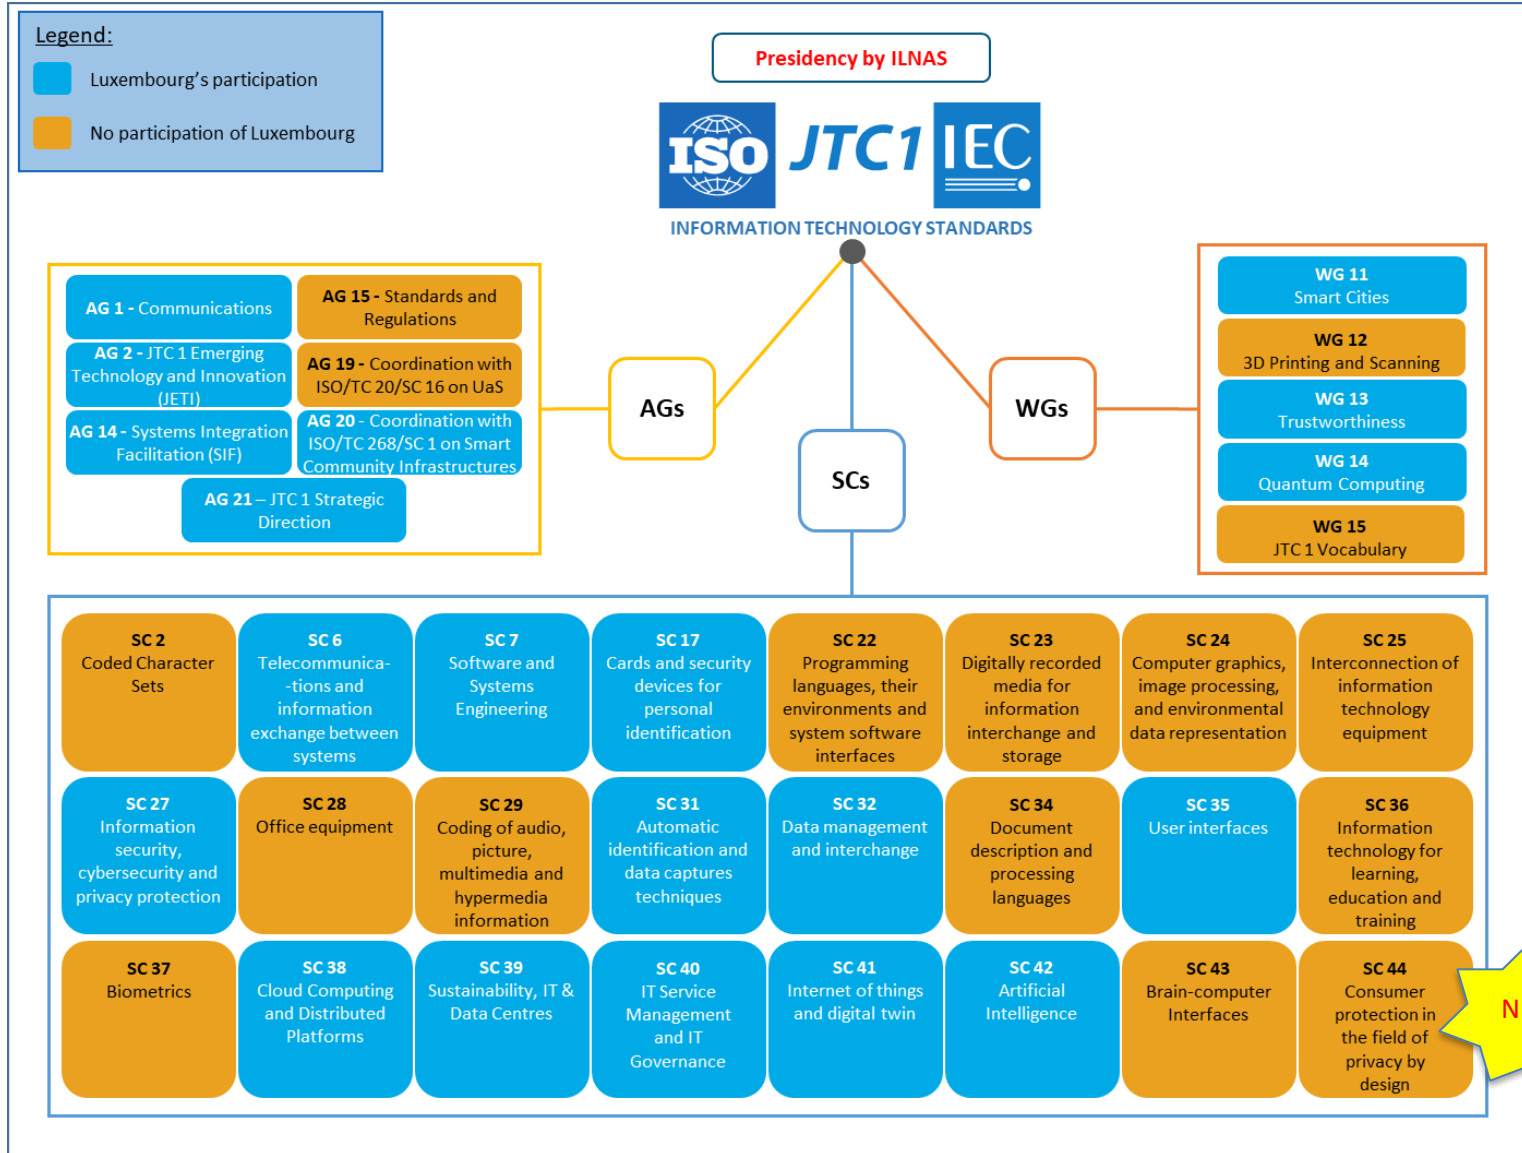 Legend:
Luxembourg's participation
No participation of Luxembourg
Presidency by ILNAS
ISO JTC1 IEC
INFORMATION TECHNOLOGY STANDARDS
AG 1 - Communications
AG 15 - Standards and
Regulations
AG 2 - JTC 1 Emerging
Technology and Innovation
(JETI)
AG 19 - Coordination with
ISO/TC 20/SC 16 on UaS
AG 14 - Systems Integration
Facilitation (SIF)
AG 20 - Coordination with
ISO/TC 268/SC 1 on Smart
Community Infrastructures
AG 21 – JTC 1 Strategic
Direction
AGs
SCs
WGs
WG 11
Smart Cities
WG 12
3D Printing and Scanning
WG 13
Trustworthiness
WG 14
Quantum Computing
WG 15
JTC 1 Vocabulary
SC 2
Coded Character
Sets
SC 6
Telecommunica-
-tions and
information
exchange between
systems
SC 7
Software and
Systems
Engineering
SC 17
Cards and security
devices for
personal
identification
SC 22
Programming
languages, their
environments and
system software
interfaces
SC 23
Digitally recorded
media for
information
interchange and
storage
SC 24
Computer graphics,
image processing,
and environmental
data representation
SC 25
Interconnection of
information
technology
equipment
SC 27
Information
security,
cybersecurity and
privacy protection
SC 28
Office equipment
SC 29
Coding of audio,
picture,
multimedia and
hypermedia
information
SC 31
Automatic
identification and
data captures
techniques
SC 32
Data management
and interchange
SC 34
Document
description and
processing
languages
SC 35
User interfaces
SC 36
Information
technology for
learning,
education and
training
SC 37
Biometrics
SC 38
Cloud Computing
and Distributed
Platforms
SC 39
Sustainability, IT &
Data Centres
SC 40
IT Service
Management
and IT
Governance
SC 41
Internet of things
and digital twin
SC 42
Artificial
Intelligence
SC 43
Brain-computer
Interfaces
SC 44
Consumer
protection in
the field of
privacy by
design
N